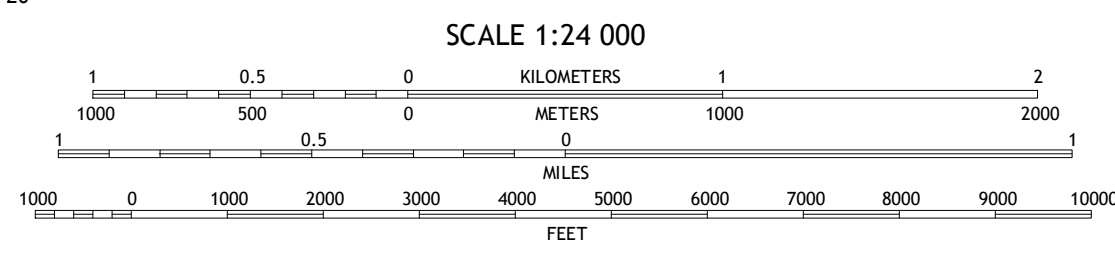 SCALE 1:24 000
1 0.5 0 KILOMETERS 1 2
1000 500 0 METERS 1000 2000
1 0.5 0 1
MILES
1000 0 1000 2000 3000 4000 5000 6000 7000 8000 9000 10000
FEET